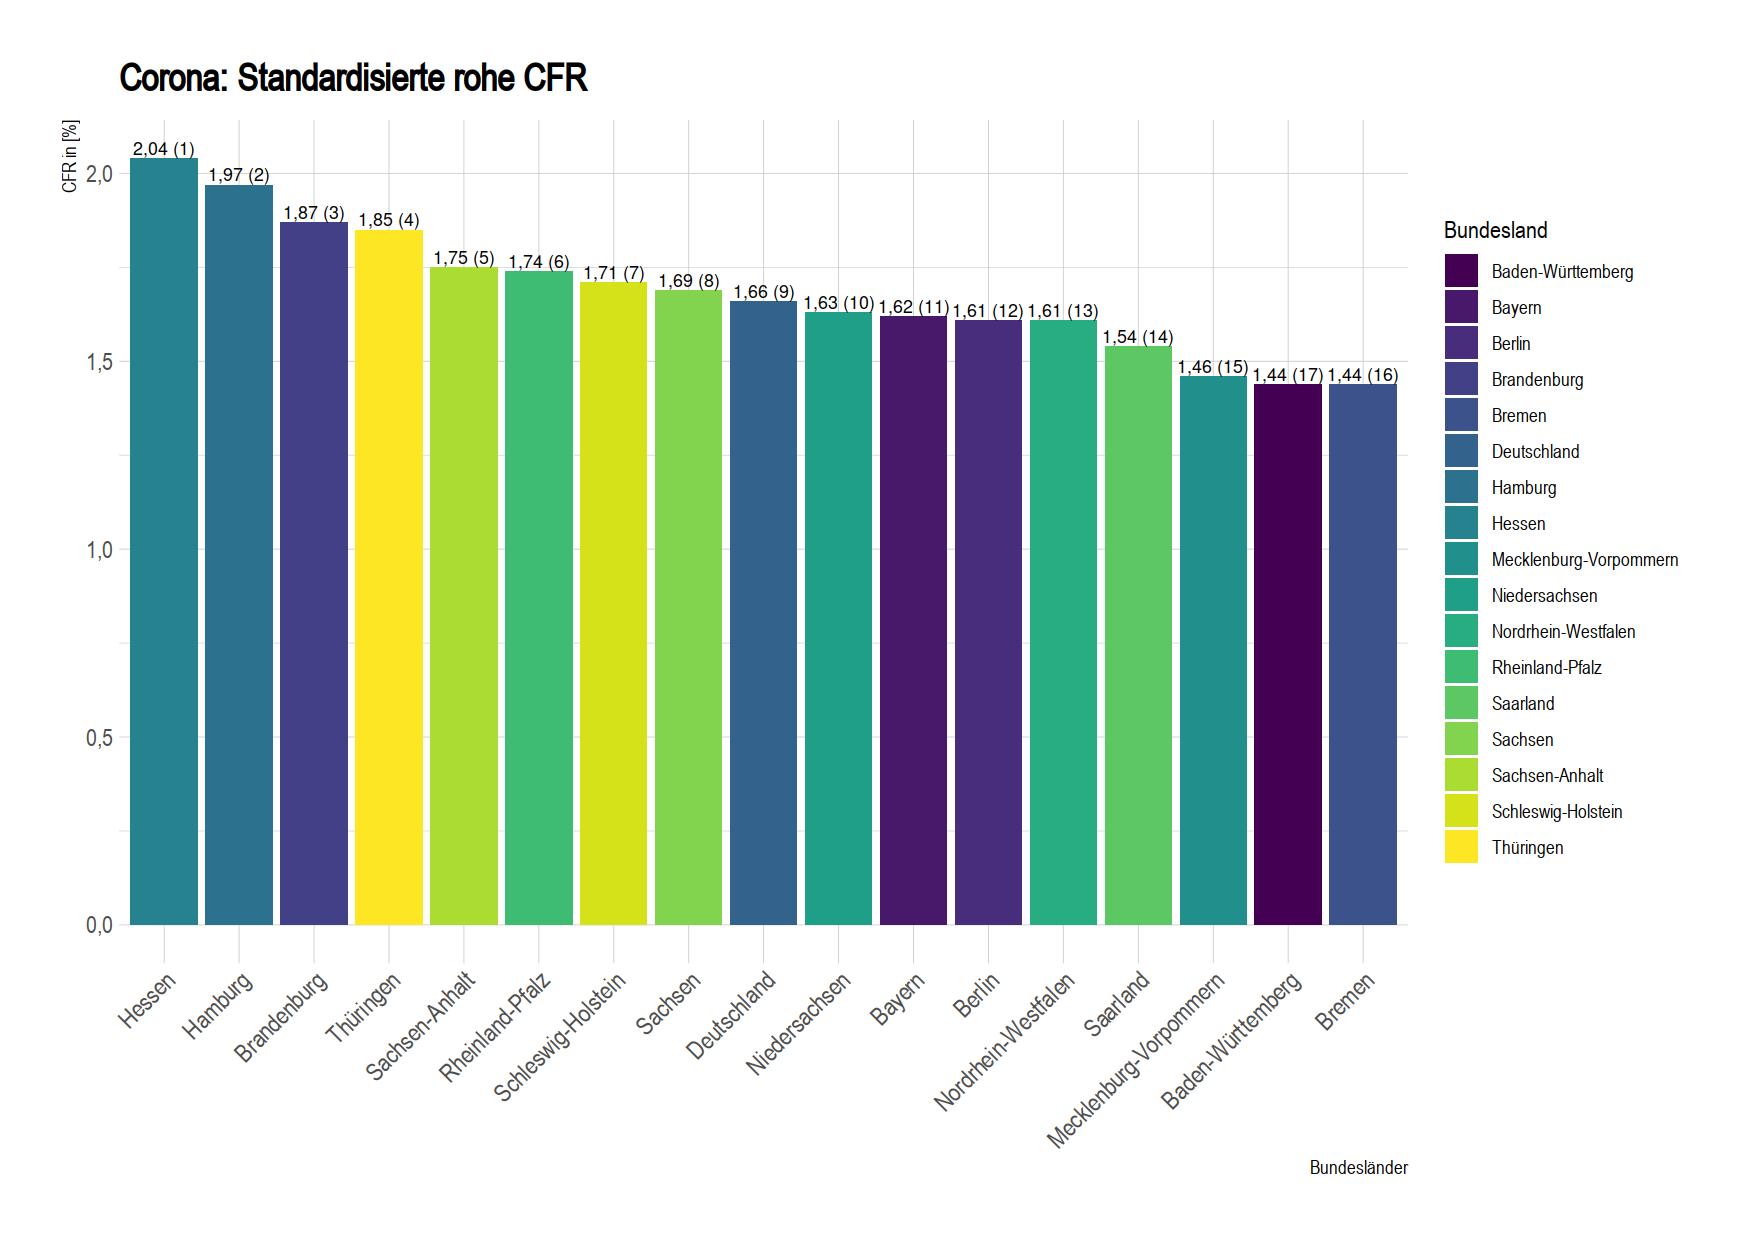 Corona: Standardisierte rohe CFR
CFR in [%]
2,0
1,5
1,0
0,5
0,0
2,04 (1)
1,97 (2)
1,87 (3)
1,85 (4)
1,75 (5)
1,74 (6)
1,71 (7)
1,69 (8)
1,66 (9)
1,63 (10)
1,62 (11)
1,61 (12)
1,61 (13)
1,54 (14)
1,46 (15)
1,44 (17)
1,44 (16)
Hessen
Hamburg
Brandenburg
Thüringen
Sachsen-Anhalt
Rheinland-Pfalz
Schleswig-Holstein
Sachsen
Deutschland
Niedersachsen
Bayern
Berlin
Nordrhein-Westfalen
Saarland
Mecklenburg-Vorpommern
Baden-Württemberg
Bremen
Bundesländer
Bundesland
Baden-Württemberg
Bayern
Berlin
Brandenburg
Bremen
Deutschland
Hamburg
Hessen
Mecklenburg-Vorpommern
Niedersachsen
Nordrhein-Westfalen
Rheinland-Pfalz
Saarland
Sachsen
Sachsen-Anhalt
Schleswig-Holstein
Thüringen